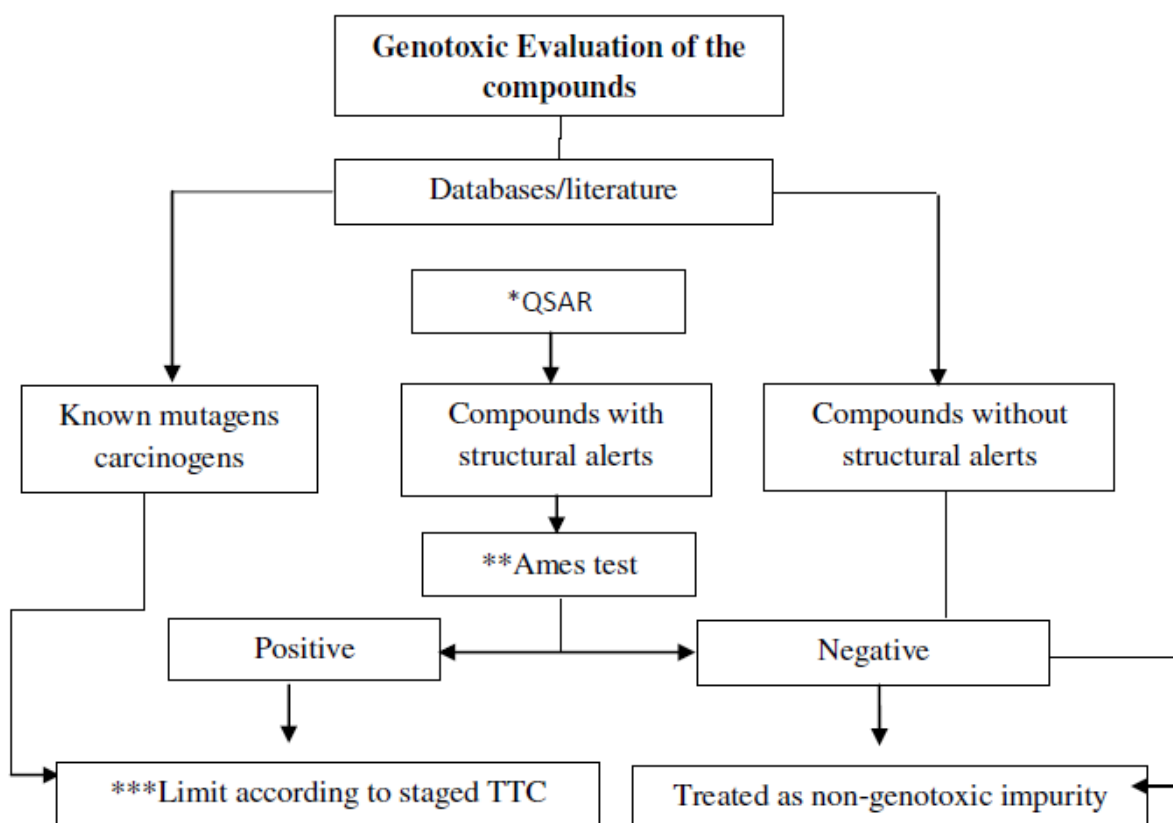 Genotoxic Evaluation of the
compounds
Databases/literature
*QSAR
Known mutagens
carcinogens
Compounds with
structural alerts
Compounds without
structural alerts
**Ames test
Positive
Negative
***Limit according to staged TTC
Treated as non-genotoxic impurity